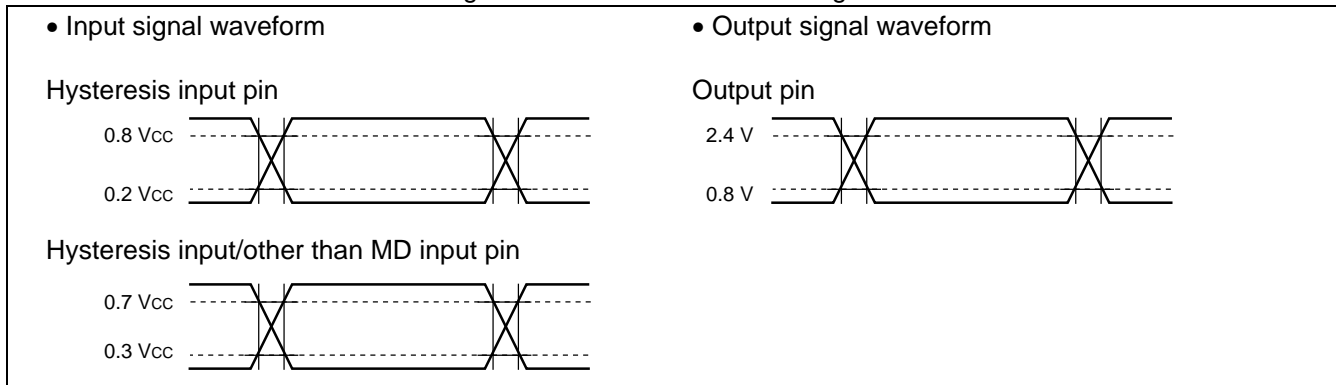 • Input signal waveform
• Output signal waveform
Hysteresis input pin
0.8 Vcc
0.2 Vcc
Output pin
2.4 V
0.8 V
Hysteresis input/other than MD input pin
0.7 Vcc
0.3 Vcc